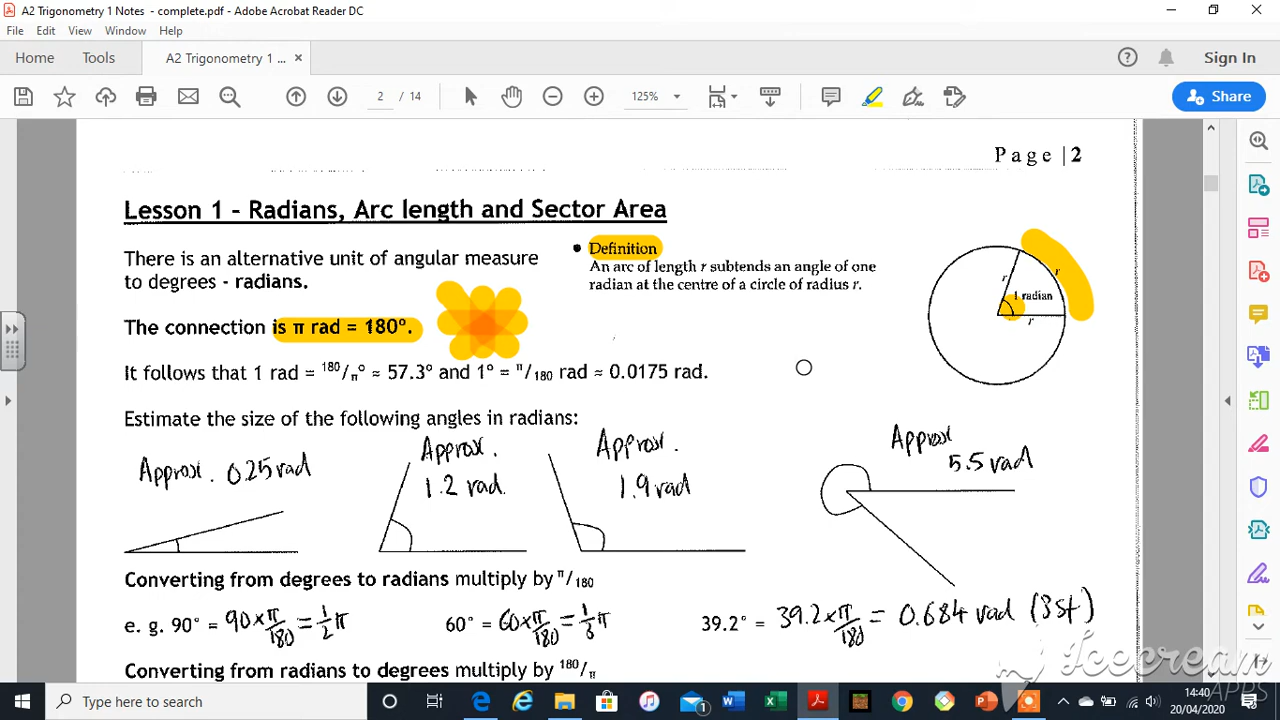 A2 Trigonometry 1 Notes - complete.pdf - Adobe Acrobat Reader DC
File Edit View Window Help
Home Tools A2 Trigonometry 1 ... × Sign In
2 / 14 125% Share
Page | 2
Lesson 1 - Radians, Arc length and Sector Area
There is an alternative unit of angular measure
to degrees - radians.
• Definition
An arc of length r subtends an angle of one
radian at the centre of a circle of radius r.
r r
1 radian
r
The connection is π rad = 180°.
It follows that 1 rad = 180/π° ≈ 57.3° and 1° = π/180 rad ≈ 0.0175 rad.
Estimate the size of the following angles in radians:
Approx. 0.25 rad
Approx.
1.2 rad.
Approx.
1.9 rad
Approx
5.5 rad
Converting from degrees to radians multiply by π/180
e. g. 90° = 90×π/180 = 1/2 π 60° = 60×π/180 = 1/3 π 39.2° = 39.2×π/180 = 0.684 rad (3sf)
Converting from radians to degrees multiply by 180/π
Icecream
APPS
Type here to search
14:40
20/04/2020